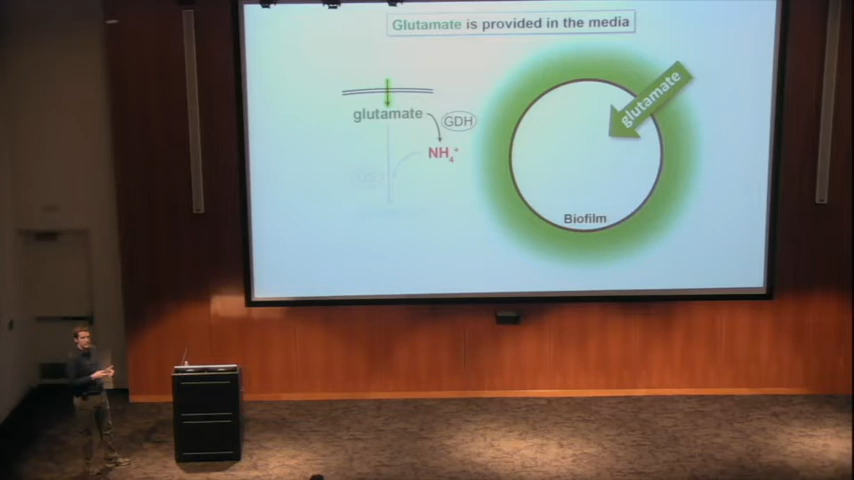 Glutamate is provided in the media
glutamate
GDH
NH4+
glutamate
Biofilm